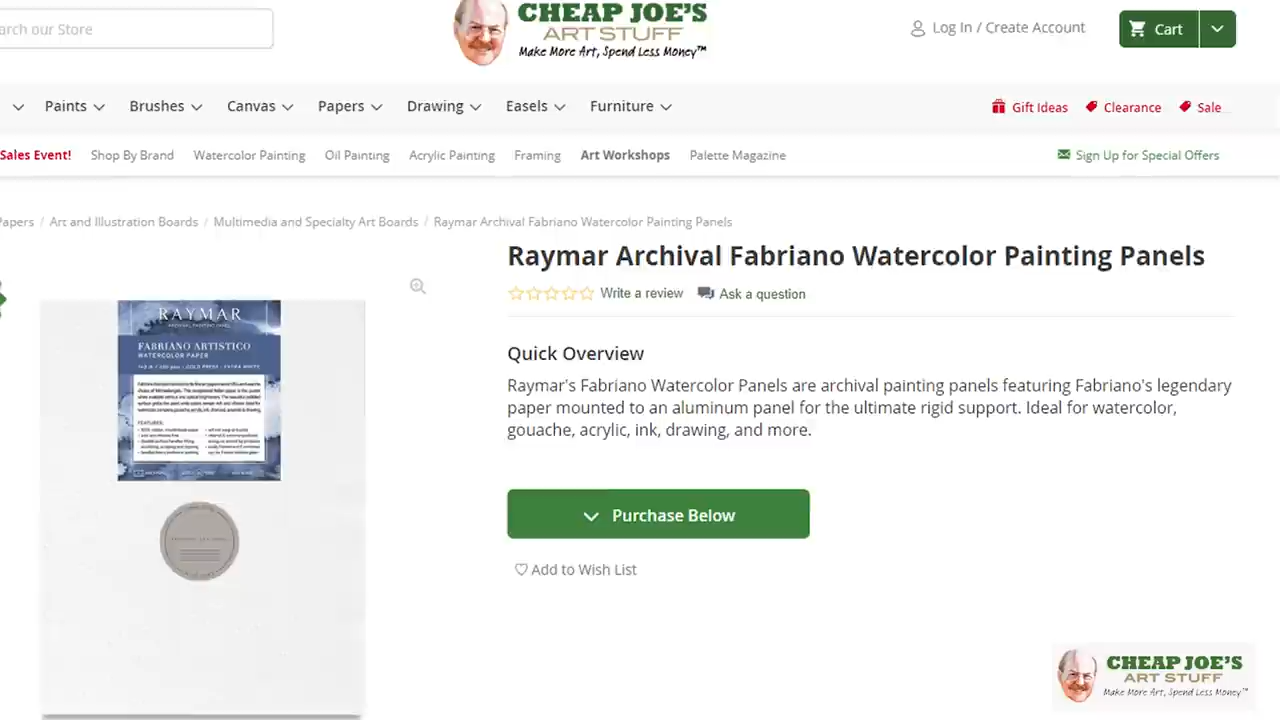 arch our Store
CHEAP JOE'S
ART STUFF
Make More Art, Spend Less Money™
Log In / Create Account
Cart
Paints
Brushes
Canvas
Papers
Drawing
Easels
Furniture
Gift Ideas
Clearance
Sale
Sales Event!
Shop By Brand
Watercolor Painting
Oil Painting
Acrylic Painting
Framing
Art Workshops
Palette Magazine
Sign Up for Special Offers
Papers / Art and Illustration Boards / Multimedia and Specialty Art Boards / Raymar Archival Fabriano Watercolor Painting Panels
Raymar Archival Fabriano Watercolor Painting Panels
Write a review
Ask a question
RAYMAR
ARCHIVAL PAINTING PANEL
FABRIANO ARTISTICO
WATERCOLOR PAPER
FEATURES:
Quick Overview
Raymar's Fabriano Watercolor Panels are archival painting panels featuring Fabriano's legendary
paper mounted to an aluminum panel for the ultimate rigid support. Ideal for watercolor,
gouache, acrylic, ink, drawing, and more.
Purchase Below
Add to Wish List
CHEAP JOE'S
ART STUFF
Make More Art, Spend Less Money™